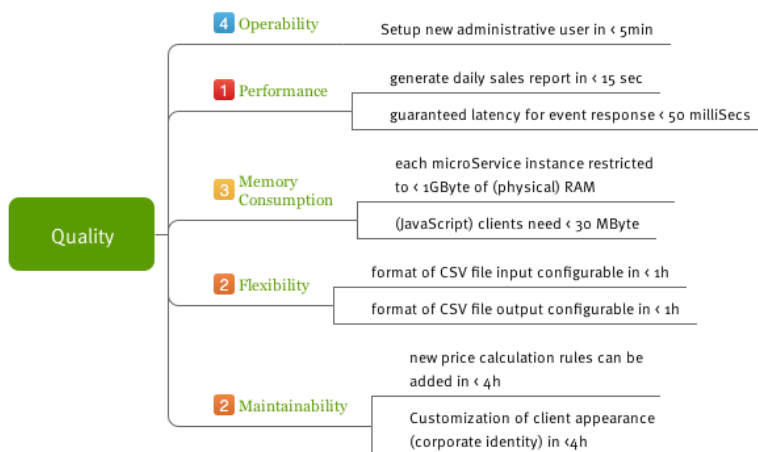 4 Operability
Setup new administrative user in < 5min
1 Performance
generate daily sales report in < 15 sec
guaranteed latency for event response < 50 milliSecs
3 Memory
Consumption
each microService instance restricted
to < 1GByte of (physical) RAM
(JavaScript) clients need < 30 MByte
Quality
2 Flexibility
format of CSV file input configurable in < 1h
format of CSV file output configurable in < 1h
2 Maintainability
new price calculation rules can be
added in < 4h
Customization of client appearance
(corporate identity) in <4h